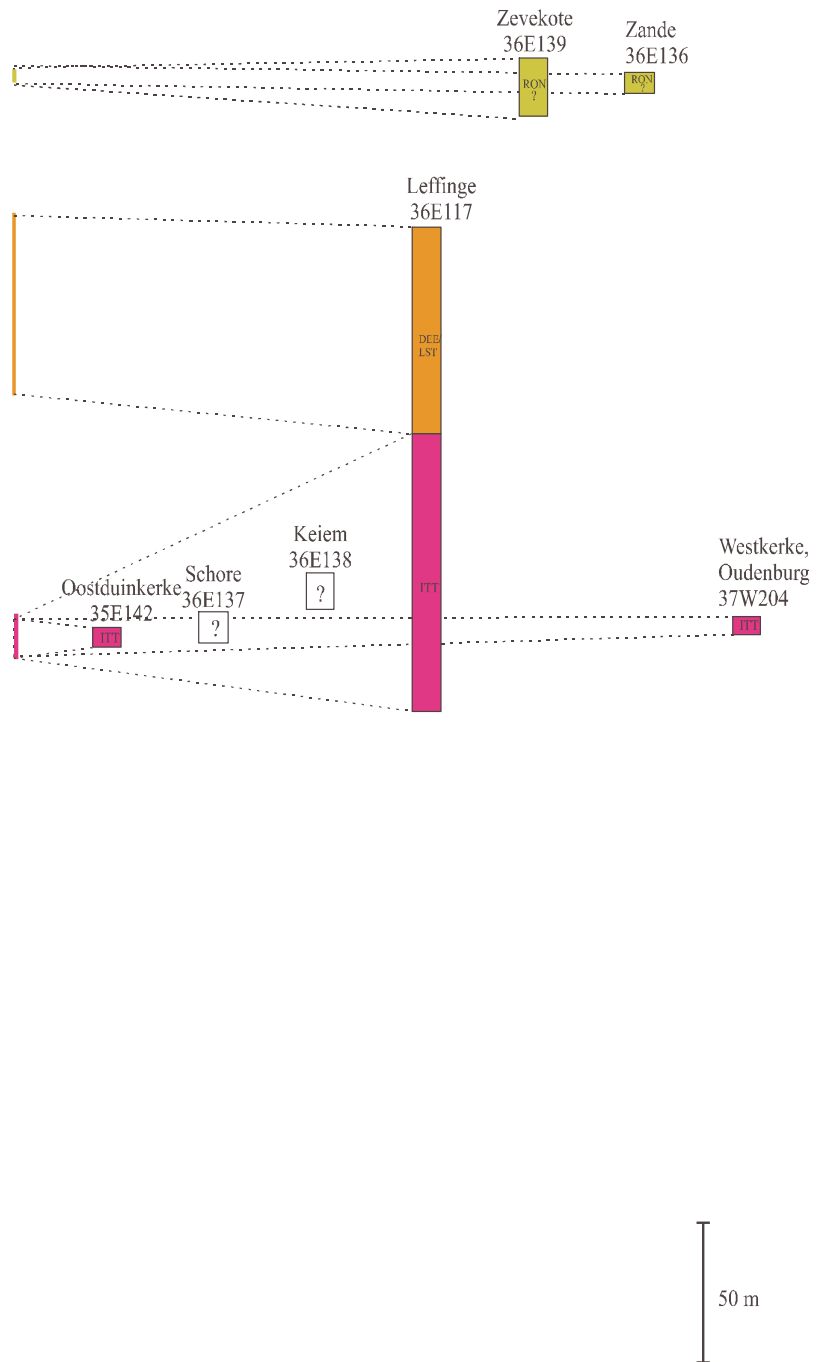 Zevekote
36E139
Zande
36E136
RON
?
RON
?
Leffinge
36E117
DEE/
LST
ITT
Keiem
36E138
?
Schore
36E137
?
Oostduinkerke
35E142
ITT
Westkerke,
Oudenburg
37W204
ITT
50 m